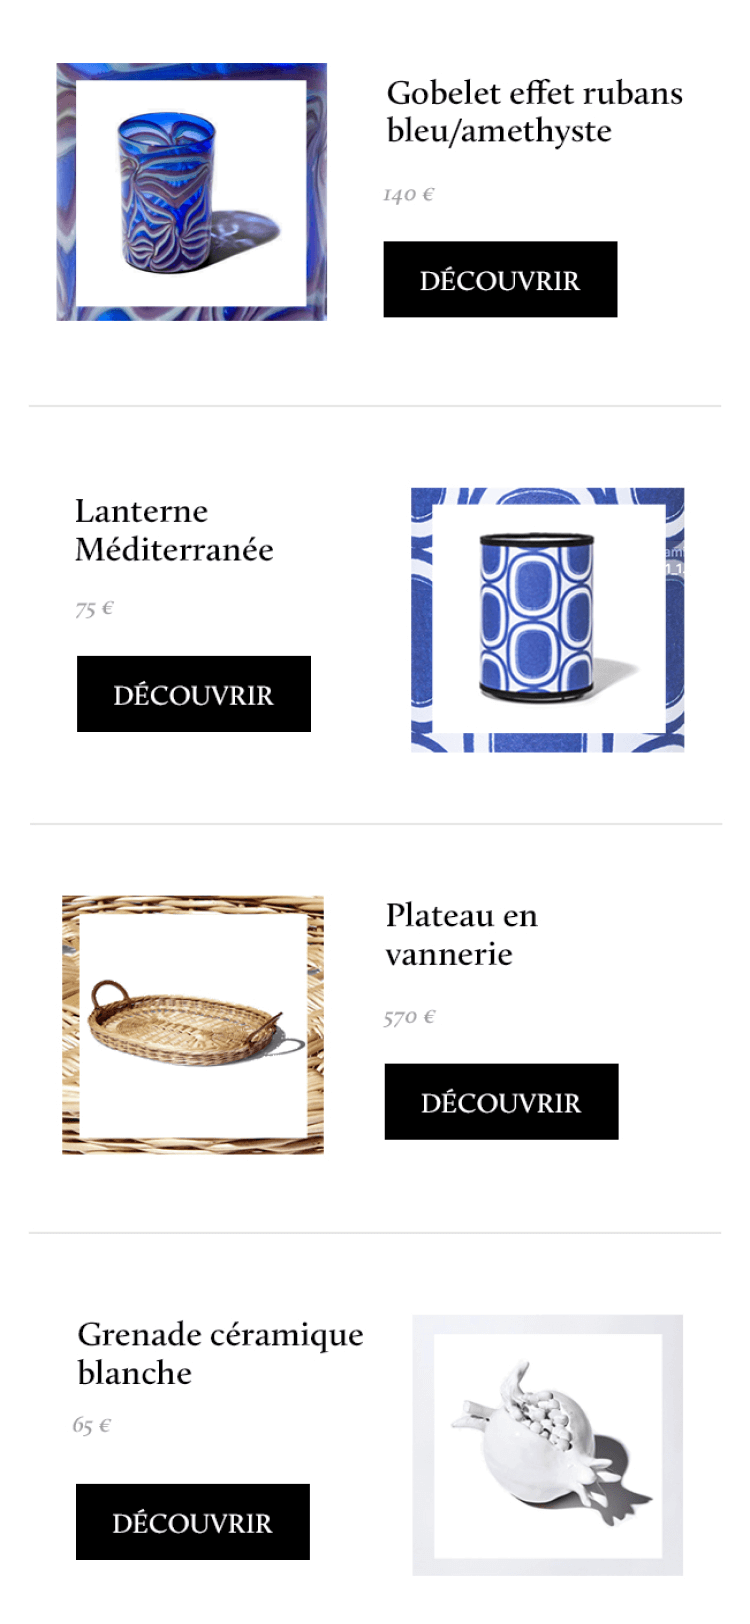 Gobelet effet rubans
bleu/amethyste
140 €
DÉCOUVRIR
Lanterne
Méditerranée
75 €
DÉCOUVRIR
Plateau en
vannerie
570 €
DÉCOUVRIR
Grenade céramique
blanche
65 €
DÉCOUVRIR